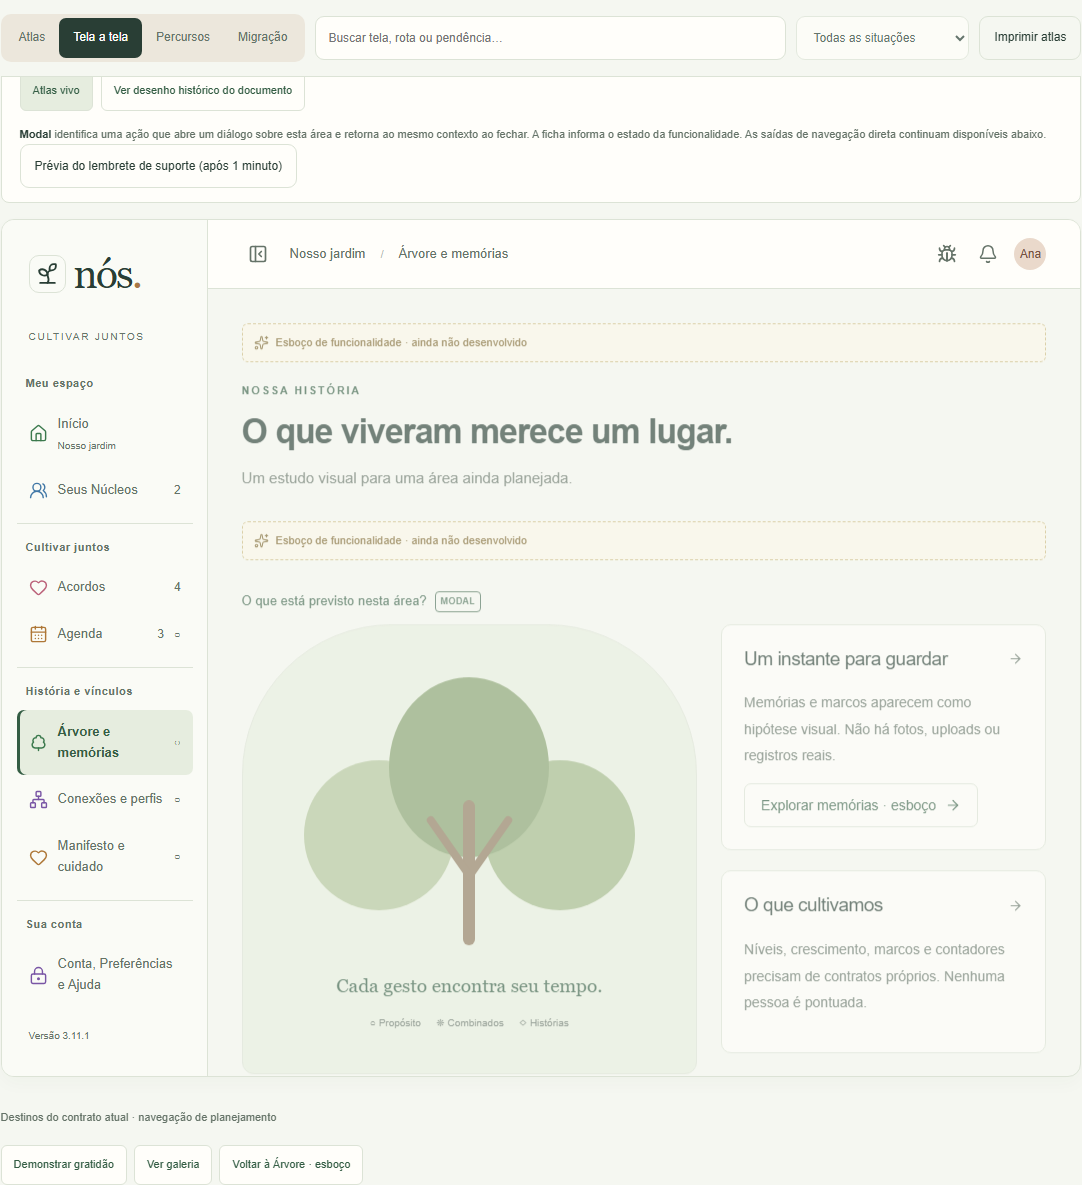 Atlas
Tela a tela
Percursos
Migração
Buscar tela, rota ou pendência...
Todas as situações
Imprimir atlas
Atlas vivo
Ver desenho histórico do documento
Modal identifica uma ação que abre um diálogo sobre esta área e retorna ao mesmo contexto ao fechar. A ficha informa o estado da funcionalidade. As saídas de navegação direta continuam disponíveis abaixo.
Prévia do lembrete de suporte (após 1 minuto)
nós.
CULTIVAR JUNTOS
Meu espaço
Início
Nosso jardim
Seus Núcleos 2
Cultivar juntos
Acordos 4
Agenda 3
História e vínculos
Árvore e
memórias
Conexões e perfis
Manifesto e
cuidado
Sua conta
Conta, Preferências
e Ajuda
Versão 3.11.1
Nosso jardim / Árvore e memórias
Ana
Esboço de funcionalidade · ainda não desenvolvido
NOSSA HISTÓRIA
O que viveram merece um lugar.
Um estudo visual para uma área ainda planejada.
Esboço de funcionalidade · ainda não desenvolvido
O que está previsto nesta área? MODAL
Cada gesto encontra seu tempo.
Propósito
Combinados
Histórias
Um instante para guardar
Memórias e marcos aparecem como
hipótese visual. Não há fotos, uploads ou
registros reais.
Explorar memórias · esboço
O que cultivamos
Níveis, crescimento, marcos e contadores
precisam de contratos próprios. Nenhuma
pessoa é pontuada.
Destinos do contrato atual · navegação de planejamento
Demonstrar gratidão
Ver galeria
Voltar à Árvore · esboço